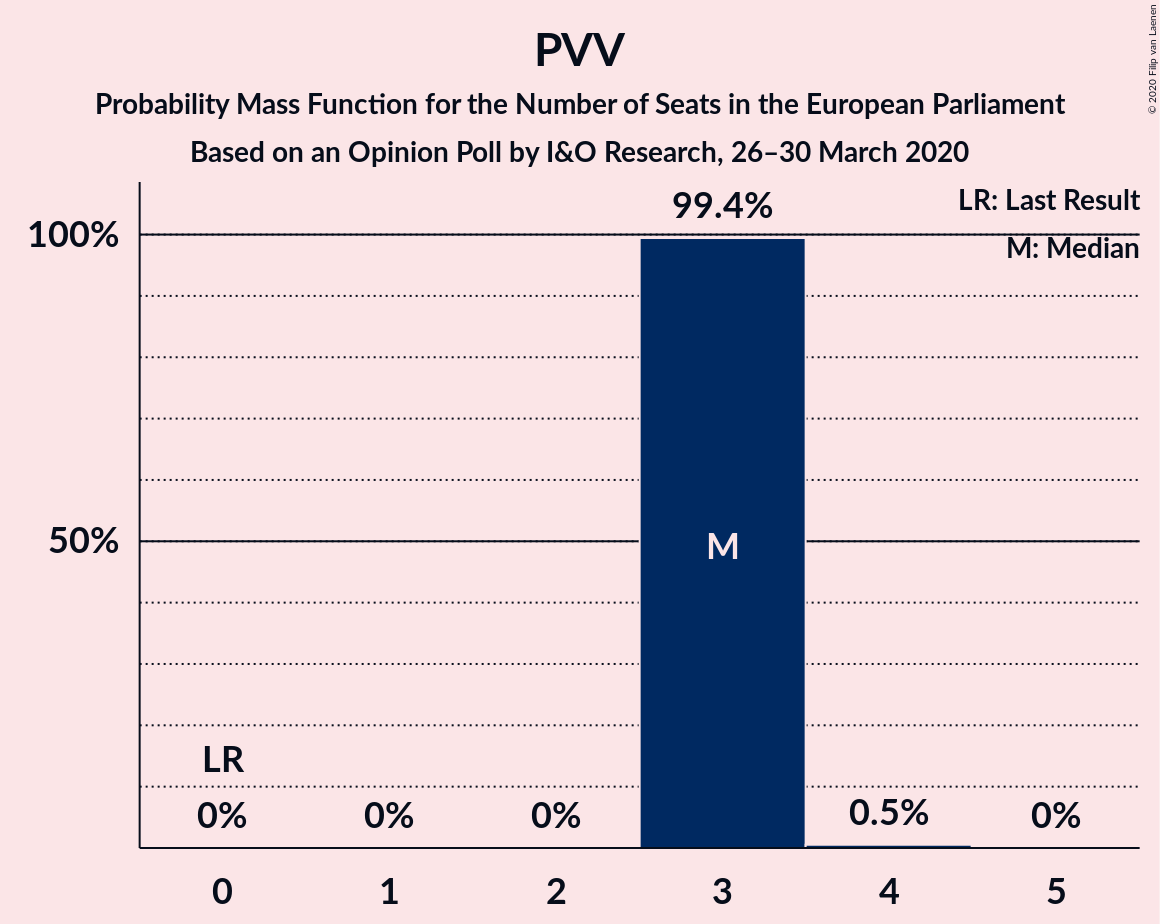 PVV
Probability Mass Function for the Number of Seats in the European Parliament
Based on an Opinion Poll by I&O Research, 26–30 March 2020
© 2020 Filip van Laenen
LR: Last Result
M: Median
99.4%
100%
50%
M
LR
0%
0%
0%
0.5%
0%
0
1
2
3
4
5